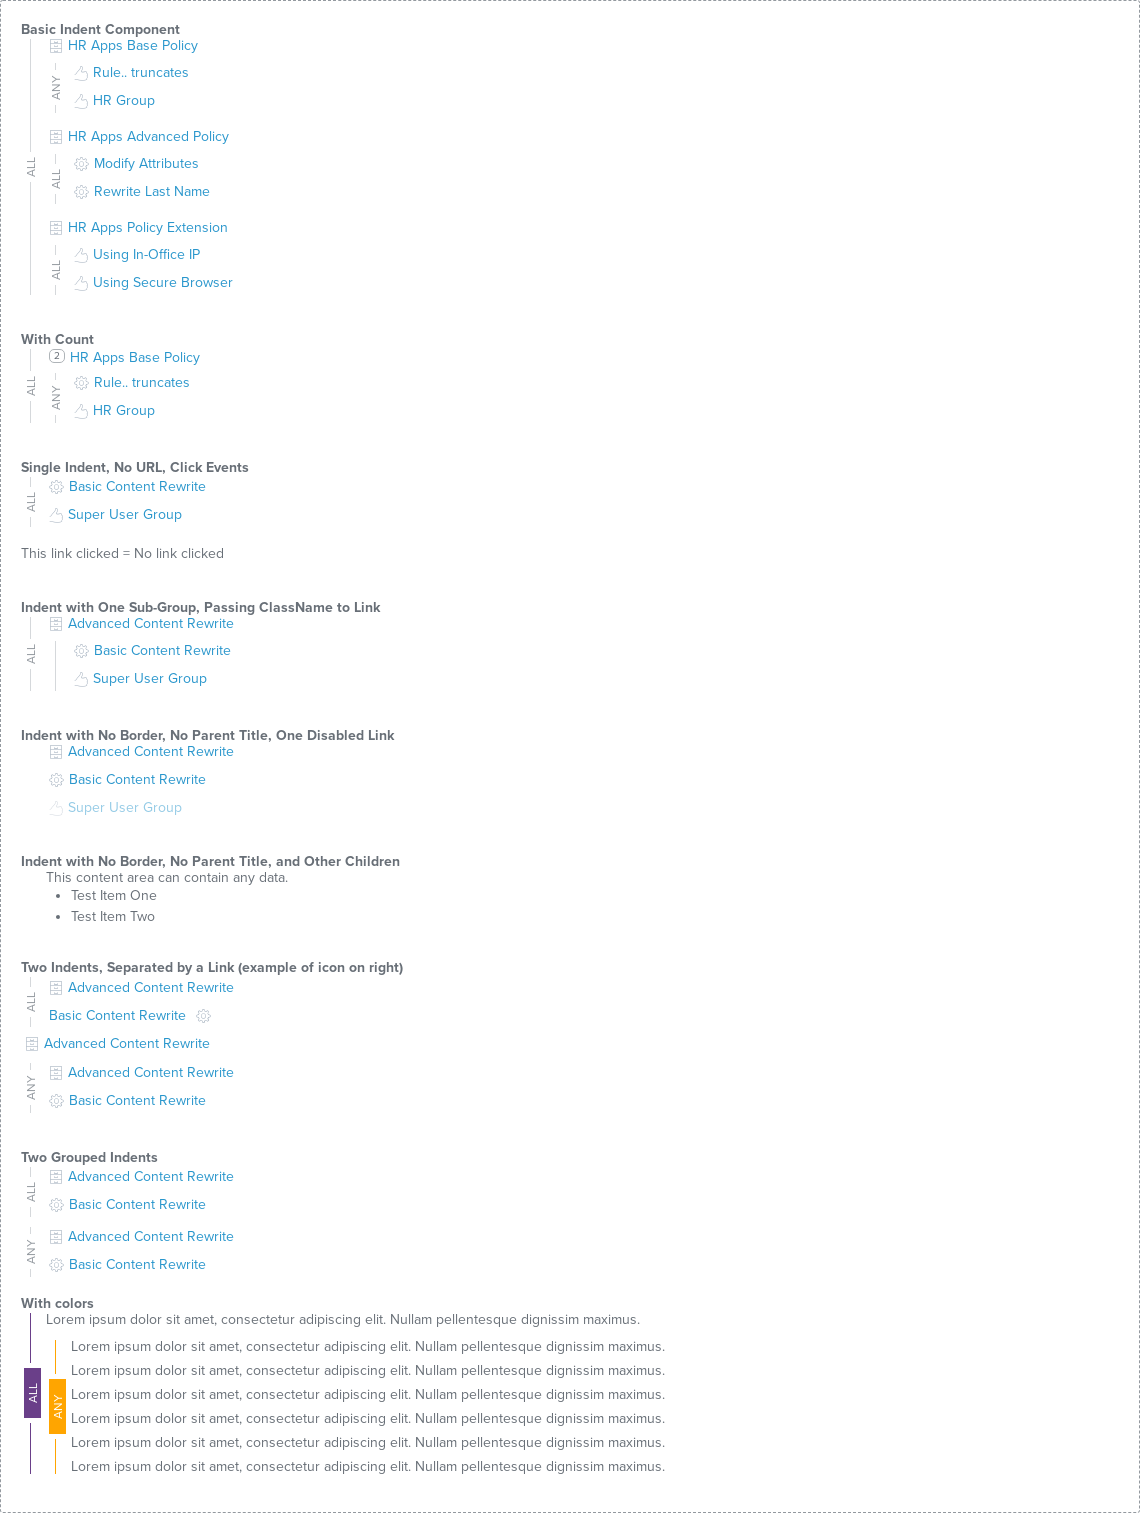 Basic Indent Component
HR Apps Base Policy
ANY
Rule.. truncates
HR Group
HR Apps Advanced Policy
ALL
ALL
Modify Attributes
Rewrite Last Name
HR Apps Policy Extension
ALL
Using In-Office IP
Using Secure Browser
With Count
2 HR Apps Base Policy
ALL
ANY
Rule.. truncates
HR Group
Single Indent, No URL, Click Events
ALL
Basic Content Rewrite
Super User Group
This link clicked = No link clicked
Indent with One Sub-Group, Passing ClassName to Link
Advanced Content Rewrite
ALL
Basic Content Rewrite
Super User Group
Indent with No Border, No Parent Title, One Disabled Link
Advanced Content Rewrite
Basic Content Rewrite
Super User Group
Indent with No Border, No Parent Title, and Other Children
This content area can contain any data.
• Test Item One
• Test Item Two
Two Indents, Separated by a Link (example of icon on right)
ALL
Advanced Content Rewrite
Basic Content Rewrite
Advanced Content Rewrite
ANY
Advanced Content Rewrite
Basic Content Rewrite
Two Grouped Indents
ALL
Advanced Content Rewrite
Basic Content Rewrite
ANY
Advanced Content Rewrite
Basic Content Rewrite
With colors
Lorem ipsum dolor sit amet, consectetur adipiscing elit. Nullam pellentesque dignissim maximus.
ALL
ANY
Lorem ipsum dolor sit amet, consectetur adipiscing elit. Nullam pellentesque dignissim maximus.
Lorem ipsum dolor sit amet, consectetur adipiscing elit. Nullam pellentesque dignissim maximus.
Lorem ipsum dolor sit amet, consectetur adipiscing elit. Nullam pellentesque dignissim maximus.
Lorem ipsum dolor sit amet, consectetur adipiscing elit. Nullam pellentesque dignissim maximus.
Lorem ipsum dolor sit amet, consectetur adipiscing elit. Nullam pellentesque dignissim maximus.
Lorem ipsum dolor sit amet, consectetur adipiscing elit. Nullam pellentesque dignissim maximus.